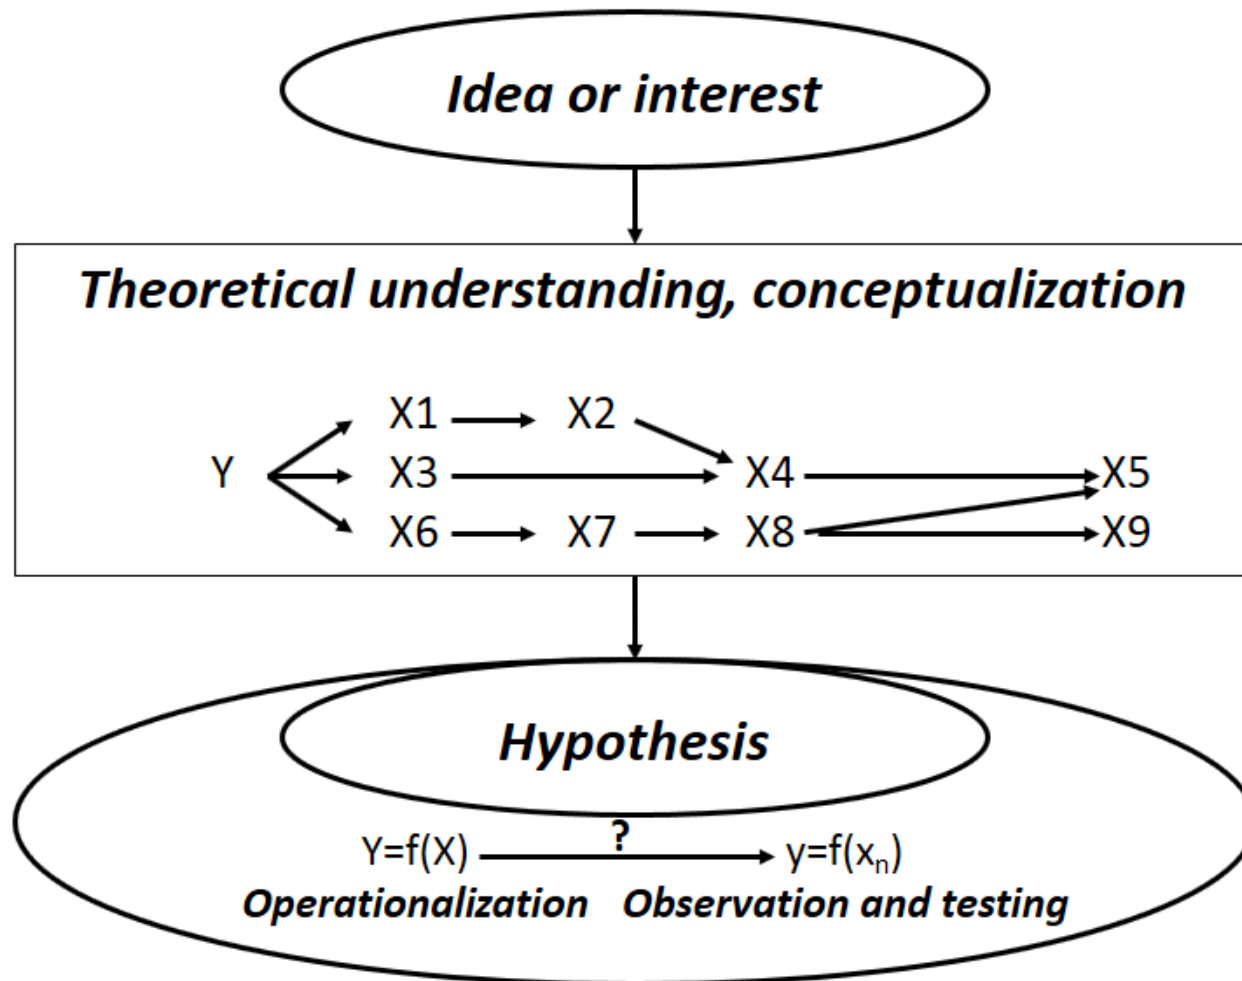 Idea or interest
Theoretical understanding, conceptualization
X1 X2
Y X3 X4 X5
X6 X7 X8 X9
Hypothesis
?
Y=f(X) y=f(xₙ)
Operationalization Observation and testing